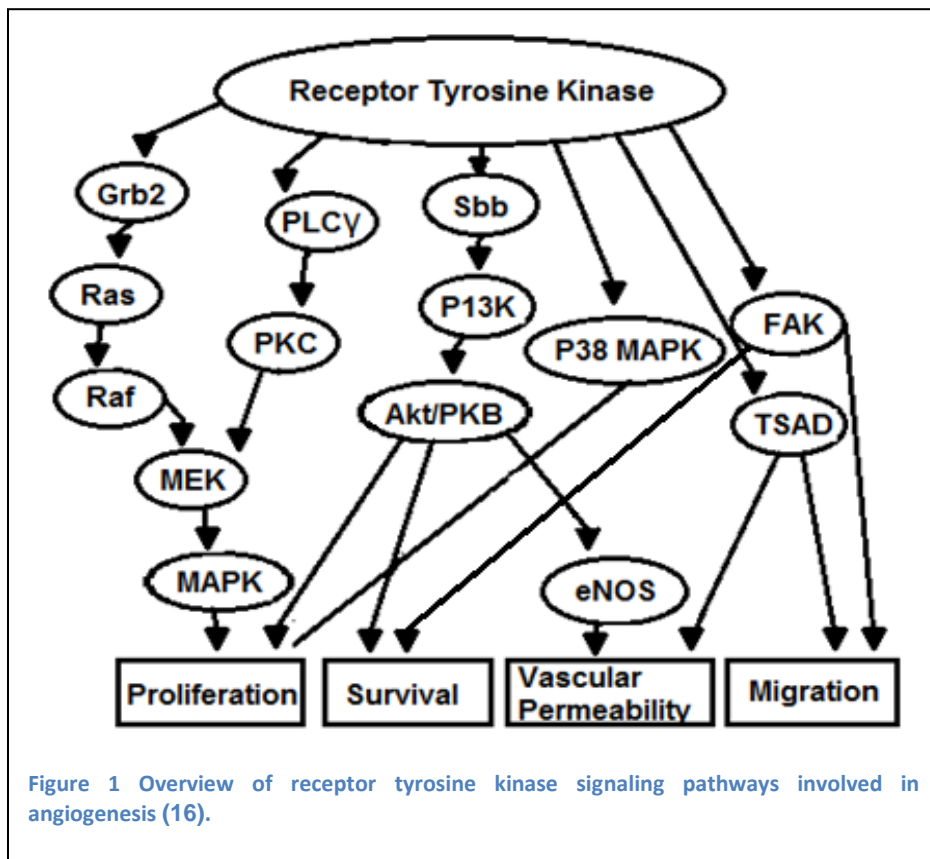 Receptor Tyrosine Kinase
Grb2
PLCγ
Sbb
Ras
P13K
FAK
PKC
P38 MAPK
Raf
Akt/PKB
TSAD
MEK
MAPK
eNOS
Proliferation
Survival
Vascular
Permeability
Migration
Figure 1 Overview of receptor tyrosine kinase signaling pathways involved in
angiogenesis (16).